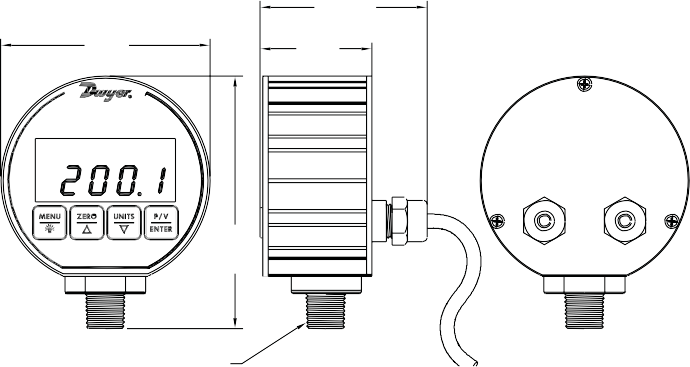 Dwyer®
200.1
MENU ZERO UNITS P/V
ENTER